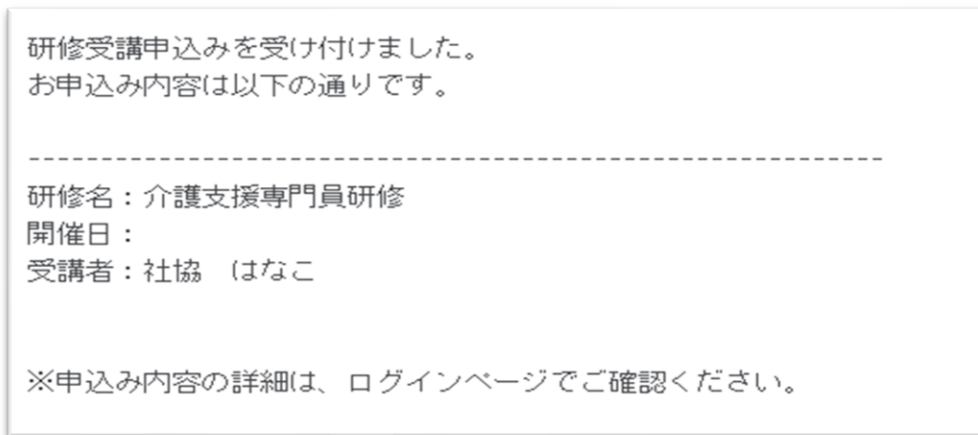 研修受講申込みを受け付けました。
お申込み内容は以下の通りです。
-----------------------------------------------------------
研修名：介護支援専門員研修
開催日：
受講者：社協　はなこ
※申込み内容の詳細は、ログインページでご確認ください。